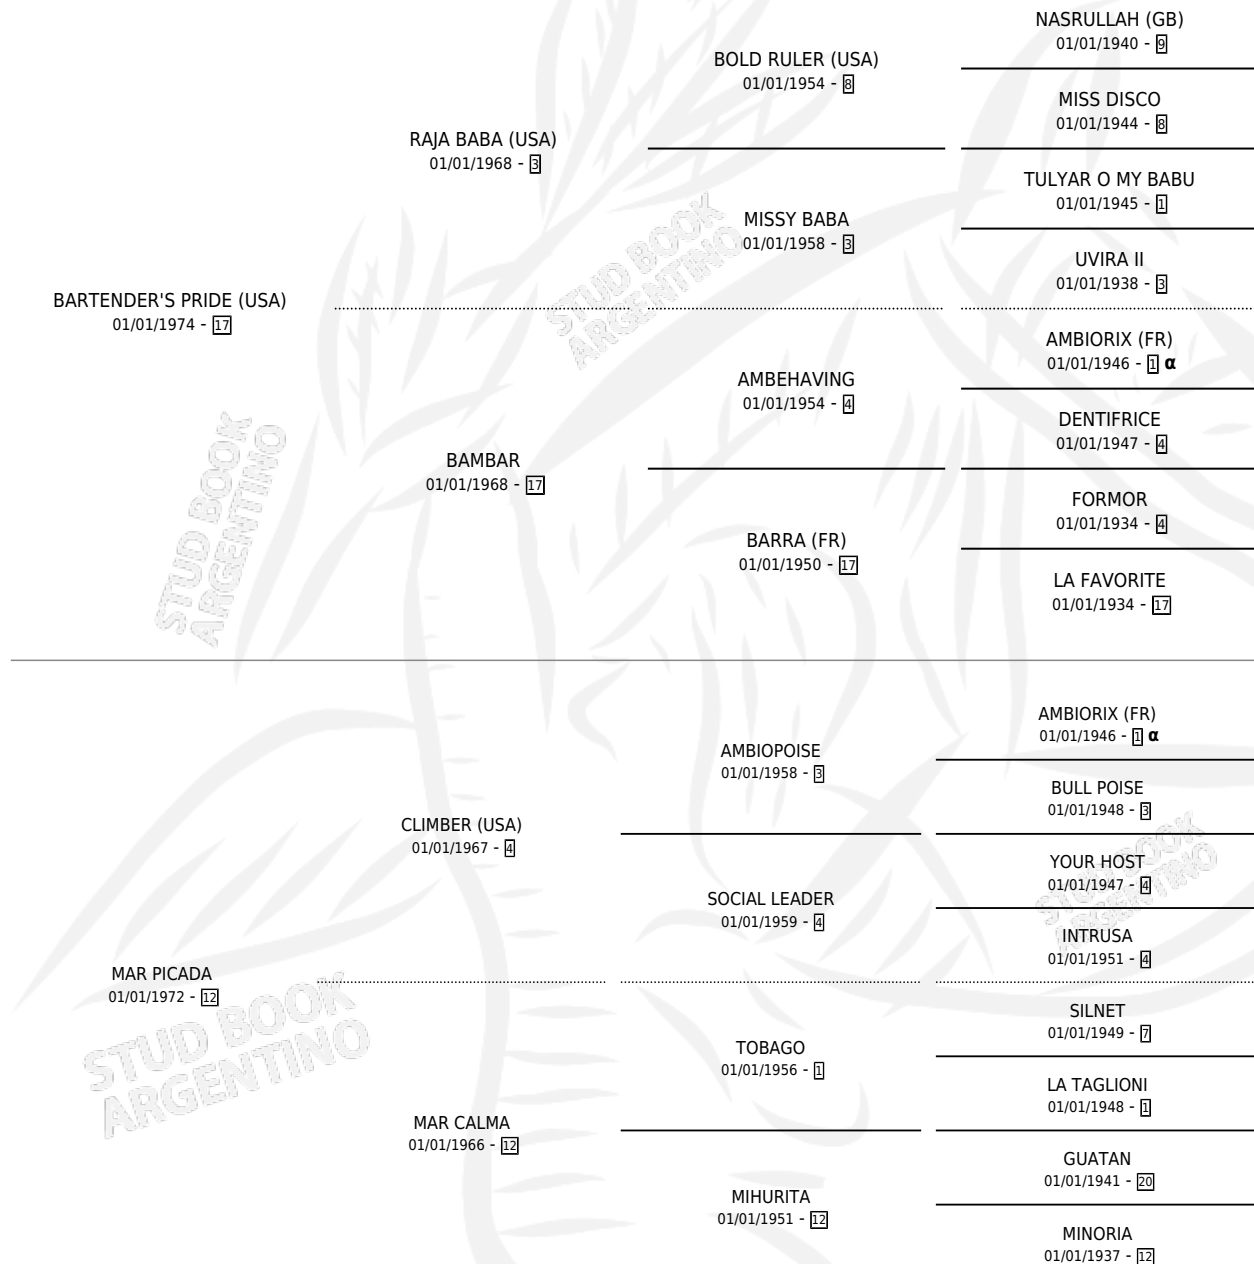 NASRULLAH (GB)
01/01/1940 - 9
BOLD RULER (USA)
01/01/1954 - 8
MISS DISCO
01/01/1944 - 8
RAJA BABA (USA)
01/01/1968 - 3
TULYAR O MY BABU
01/01/1945 - 1
MISSY BABA
01/01/1958 - 3
UVIRA II
01/01/1938 - 3
BARTENDER'S PRIDE (USA)
01/01/1974 - 17
AMBIORIX (FR)
01/01/1946 - 1 α
AMBEHAVING
01/01/1954 - 4
DENTIFRICE
01/01/1947 - 4
BAMBAR
01/01/1968 - 17
FORMOR
01/01/1934 - 4
BARRA (FR)
01/01/1950 - 17
LA FAVORITE
01/01/1934 - 17
AMBIORIX (FR)
01/01/1946 - 1 α
AMBIOPOISE
01/01/1958 - 3
BULL POISE
01/01/1948 - 3
CLIMBER (USA)
01/01/1967 - 4
YOUR HOST
01/01/1947 - 4
SOCIAL LEADER
01/01/1959 - 4
INTRUSA
01/01/1951 - 4
MAR PICADA
01/01/1972 - 12
SILNET
01/01/1949 - 7
TOBAGO
01/01/1956 - 1
LA TAGLIONI
01/01/1948 - 1
MAR CALMA
01/01/1966 - 12
GUATAN
01/01/1941 - 20
MIHURITA
01/01/1951 - 12
MINORIA
01/01/1937 - 12
STUD BOOK
ARGENTINO
STUD BOOK
ARGENTINO
STUD BOOK
ARGENTINO
STUD BOOK
ARGENTINO